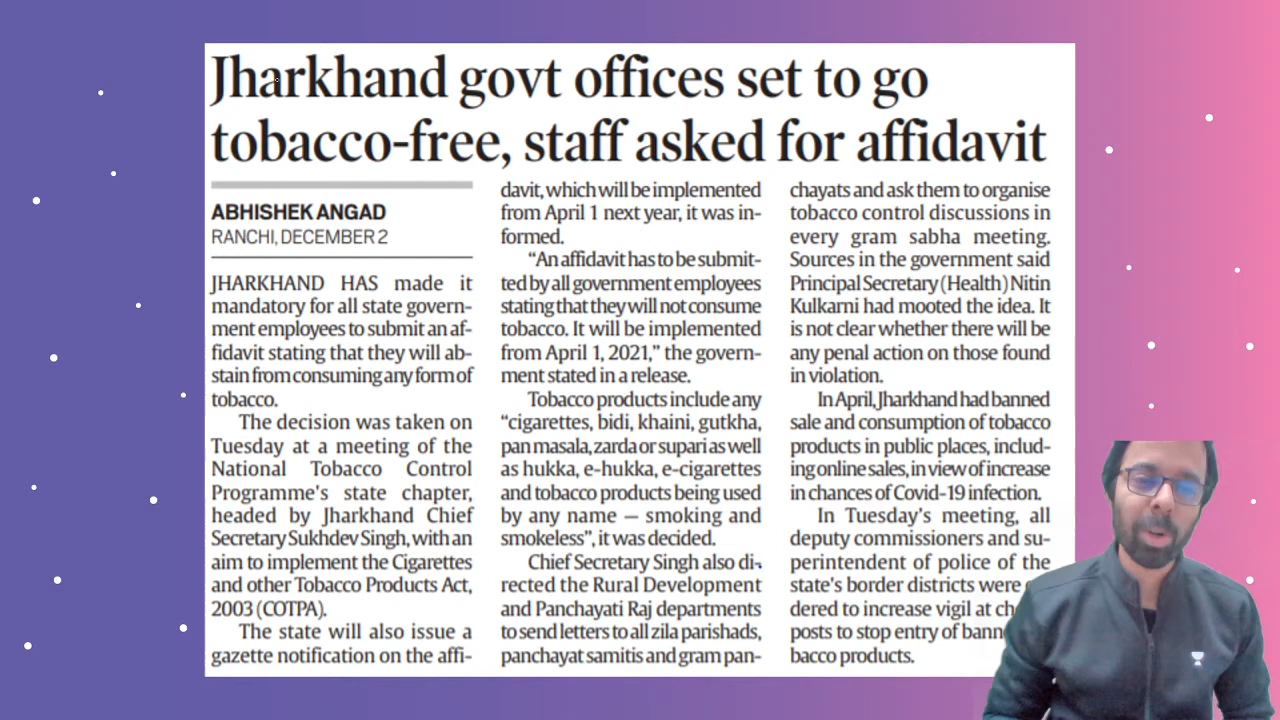 Jharkhand govt offices set to go
tobacco-free, staff asked for affidavit
ABHISHEK ANGAD
RANCHI, DECEMBER 2
JHARKHAND HAS made it
mandatory for all state govern-
ment employees to submit an af-
fidavit stating that they will ab-
stain from consuming any form of
tobacco.
The decision was taken on
Tuesday at a meeting of the
National Tobacco Control
Programme's state chapter,
headed by Jharkhand Chief
Secretary Sukhdev Singh, with an
aim to implement the Cigarettes
and other Tobacco Products Act,
2003 (COTPA).
The state will also issue a
gazette notification on the affi-
davit, which will be implemented
from April 1 next year, it was in-
formed.
“An affidavit has to be submit-
ted by all government employees
stating that they will not consume
tobacco. It will be implemented
from April 1, 2021,” the govern-
ment stated in a release.
Tobacco products include any
“cigarettes, bidi, khaini, gutkha,
pan masala, zarda or supari as well
as hukka, e-hukka, e-cigarettes
and tobacco products being used
by any name — smoking and
smokeless”, it was decided.
Chief Secretary Singh also di-
rected the Rural Development
and Panchayati Raj departments
to send letters to all zila parishads,
panchayat samitis and gram pan-
chayats and ask them to organise
tobacco control discussions in
every gram sabha meeting.
Sources in the government said
Principal Secretary (Health) Nitin
Kulkarni had mooted the idea. It
is not clear whether there will be
any penal action on those found
in violation.
In April, Jharkhand had banned
sale and consumption of tobacco
products in public places, includ-
ing online sales, in view of increase
in chances of Covid-19 infection.
In Tuesday's meeting, all
deputy commissioners and su-
perintendent of police of the
state's border districts were
dered to increase vigil at
posts to stop entry of
bacco products.